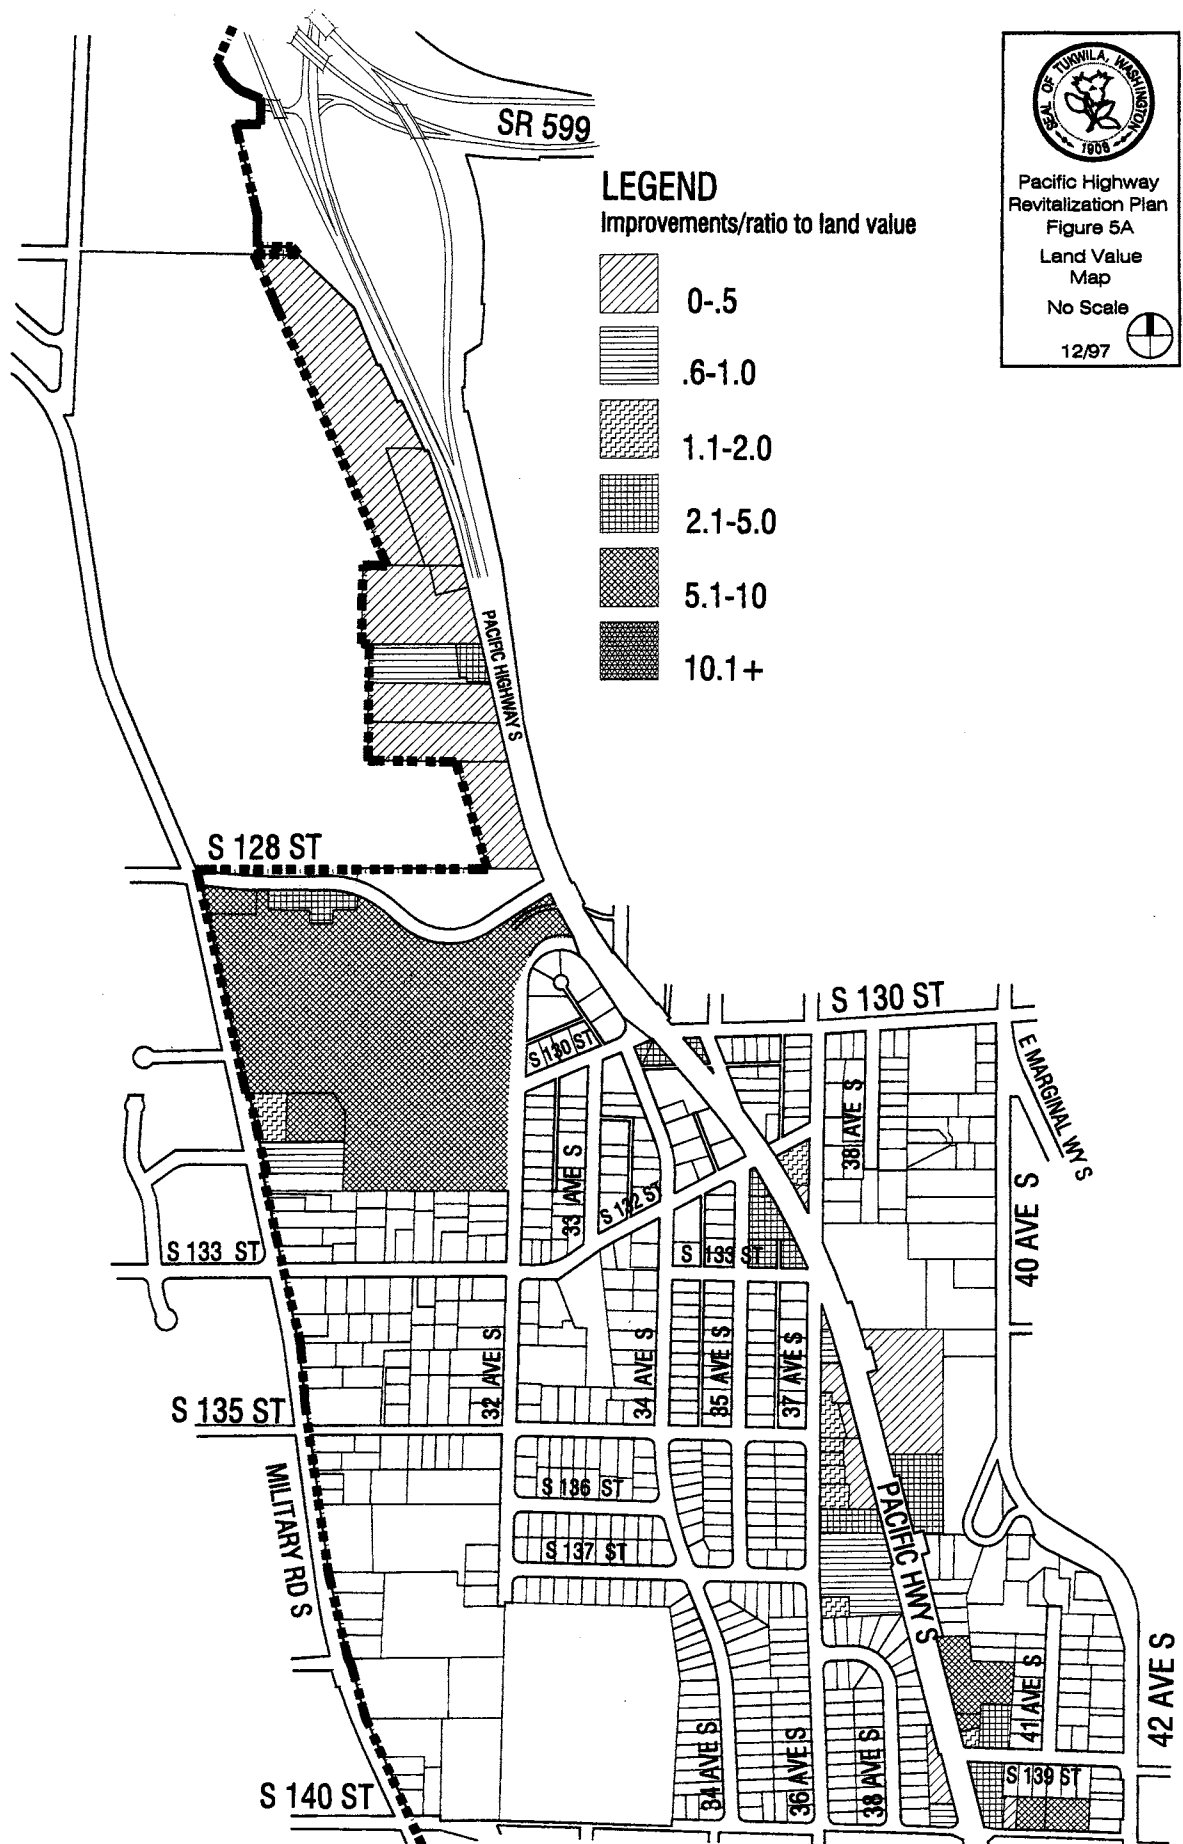 SR 599
SEAL OF TUKWILA, WASHINGTON
1908
Pacific Highway
Revitalization Plan
Figure 5A
Land Value
Map
No Scale
12/97
LEGEND
Improvements/ratio to land value
0-.5
.6-1.0
1.1-2.0
2.1-5.0
5.1-10
10.1+
PACIFIC HIGHWAY S
S 128 ST
S 130 ST
S 130 ST
E MARGINAL WY S
38 AVE S
33 AVE S
S 132 ST
40 AVE S
S 133 ST
S 133 ST
32 AVE S
34 AVE S
35 AVE S
37 AVE S
S 135 ST
MILITARY RD S
S 136 ST
S 137 ST
PACIFIC HWY S
41 AVE S
42 AVE S
34 AVE S
36 AVE S
38 AVE S
S 139 ST
S 140 ST